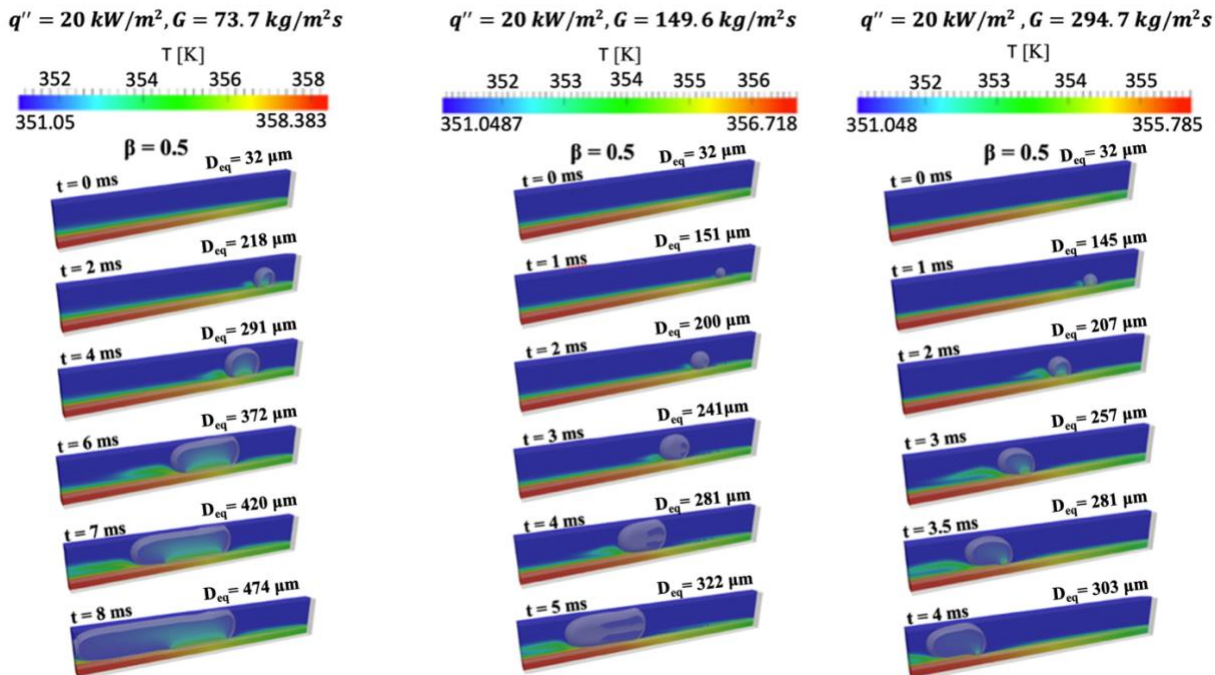 q'' = 20 kW/m², G = 73.7 kg/m²s
T [K]
352 354 356 358
351.05 358.383
β = 0.5
t = 0 ms D_eq= 32 μm
t = 2 ms D_eq= 218 μm
t = 4 ms D_eq= 291 μm
t = 6 ms D_eq= 372 μm
t = 7 ms D_eq= 420 μm
t = 8 ms D_eq= 474 μm
q'' = 20 kW/m², G = 149.6 kg/m²s
T [K]
352 353 354 355 356
351.0487 356.718
β = 0.5
t = 0 ms D_eq= 32 μm
t = 1 ms D_eq= 151 μm
t = 2 ms D_eq= 200 μm
t = 3 ms D_eq= 241μm
t = 4 ms D_eq= 281 μm
t = 5 ms D_eq= 322 μm
q'' = 20 kW/m² , G = 294.7 kg/m²s
T [K]
352 353 354 355
351.048 355.785
β = 0.5
t = 0 ms D_eq= 32 μm
t = 1 ms D_eq= 145 μm
t = 2 ms D_eq= 207 μm
t = 3 ms D_eq= 257 μm
t = 3.5 ms D_eq= 281 μm
t = 4 ms D_eq= 303 μm